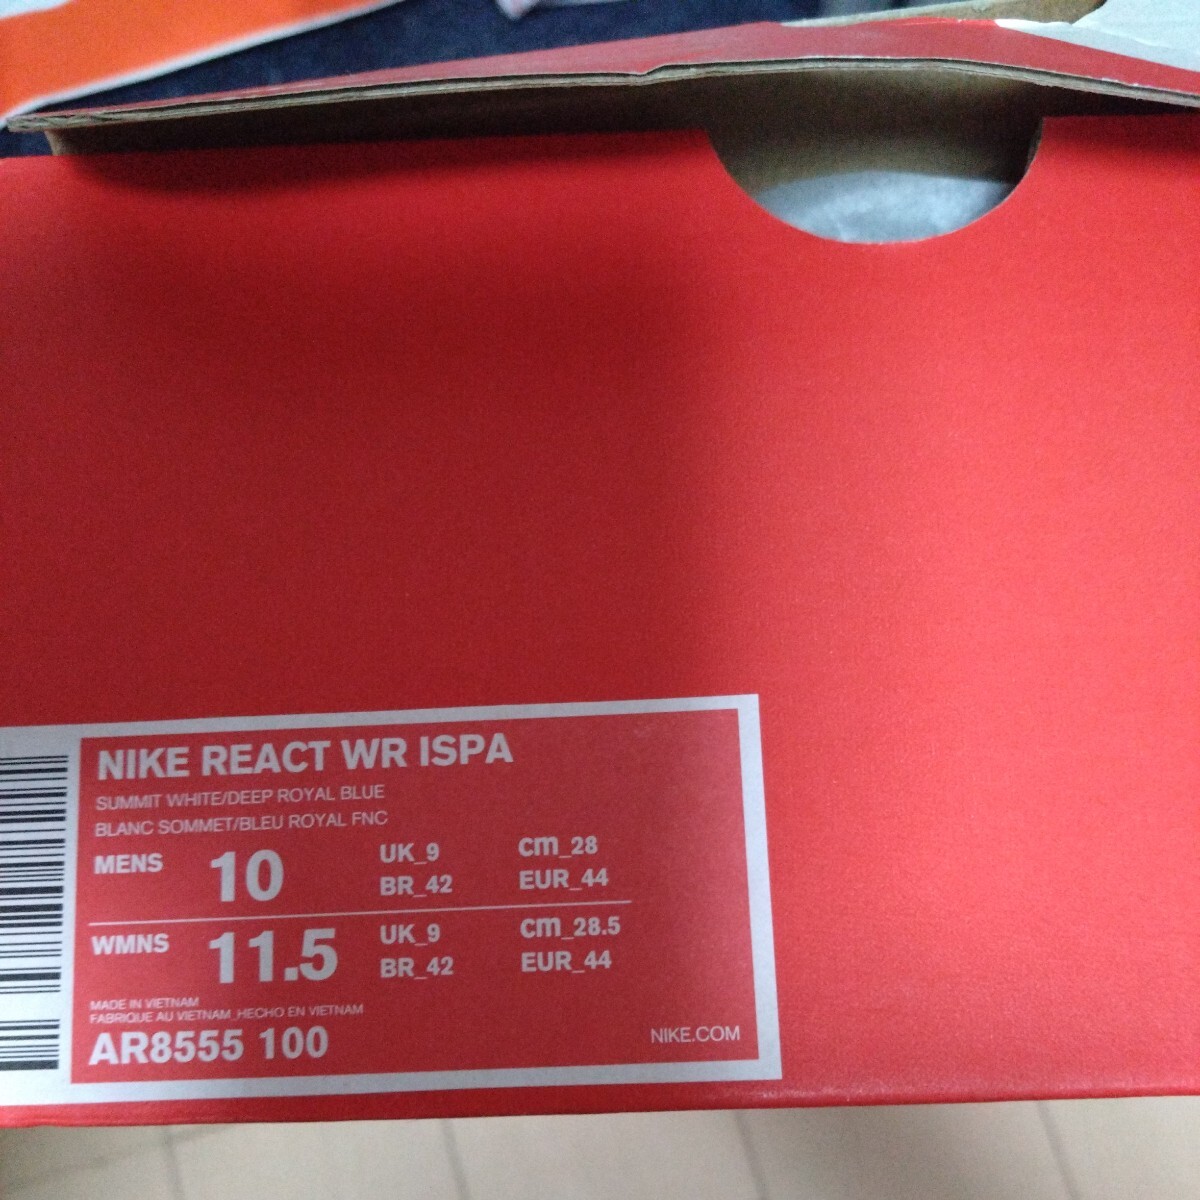 NIKE REACT WR ISPA
SUMMIT WHITE/DEEP ROYAL BLUE
BLANC SOMMET/BLEU ROYAL FNC
MENS 10 UK_9 cm_28
BR_42 EUR_44
WMNS 11.5 UK_9 cm_28.5
BR_42 EUR_44
MADE IN VIETNAM
FABRIQUE AU VIETNAM_HECHO EN VIETNAM
AR8555 100 NIKE.COM